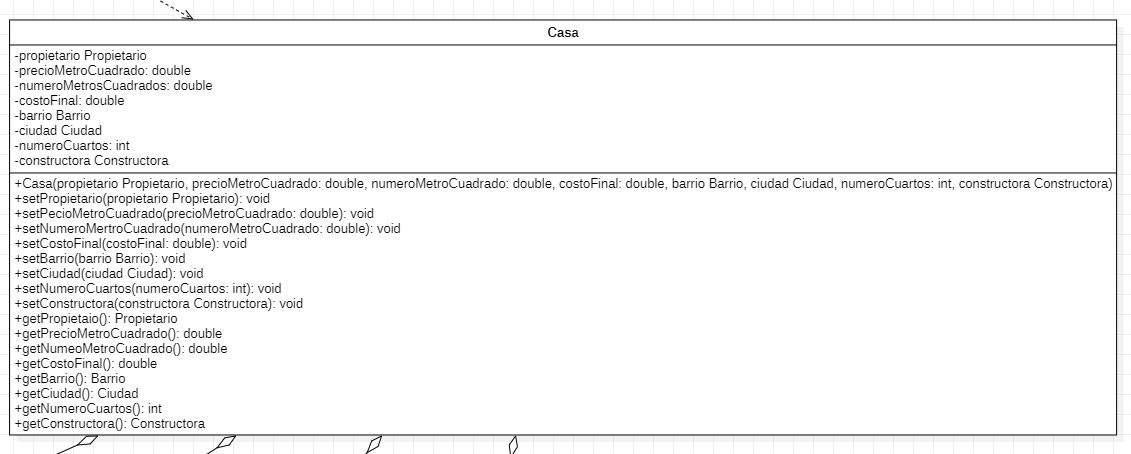 Casa
-propietario Propietario
-precioMetroCuadrado: double
-numeroMetrosCuadrados: double
-costoFinal: double
-barrio Barrio
-ciudad Ciudad
-numeroCuartos: int
-constructora Constructora
+Casa(propietario Propietario, precioMetroCuadrado: double, numeroMetroCuadrado: double, costoFinal: double, barrio Barrio, ciudad Ciudad, numeroCuartos: int, constructora Constructora)
+setPropietario(propietario Propietario): void
+setPecioMetroCuadrado(precioMetroCuadrado: double): void
+setNumeroMertroCuadrado(numeroMetroCuadrado: double): void
+setCostoFinal(costoFinal: double): void
+setBarrio(barrio Barrio): void
+setCiudad(ciudad Ciudad): void
+setNumeroCuartos(numeroCuartos: int): void
+setConstructora(constructora Constructora): void
+getPropietaio(): Propietario
+getPrecioMetroCuadrado(): double
+getNumeoMetroCuadrado(): double
+getCostoFinal(): double
+getBarrio(): Barrio
+getCiudad(): Ciudad
+getNumeroCuartos(): int
+getConstructora(): Constructora